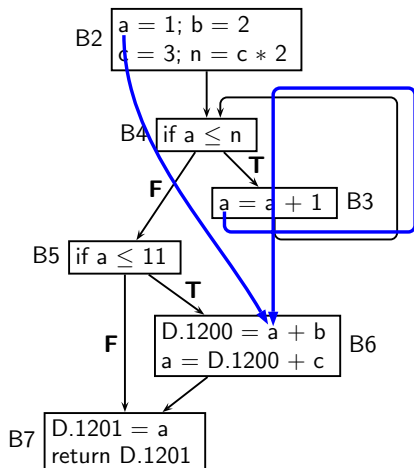 B2
a = 1; b = 2
c = 3; n = c * 2
B4
if a ≤ n
T
F
a = a + 1
B3
B5
if a ≤ 11
T
F
D.1200 = a + b
a = D.1200 + c
B6
B7
D.1201 = a
return D.1201